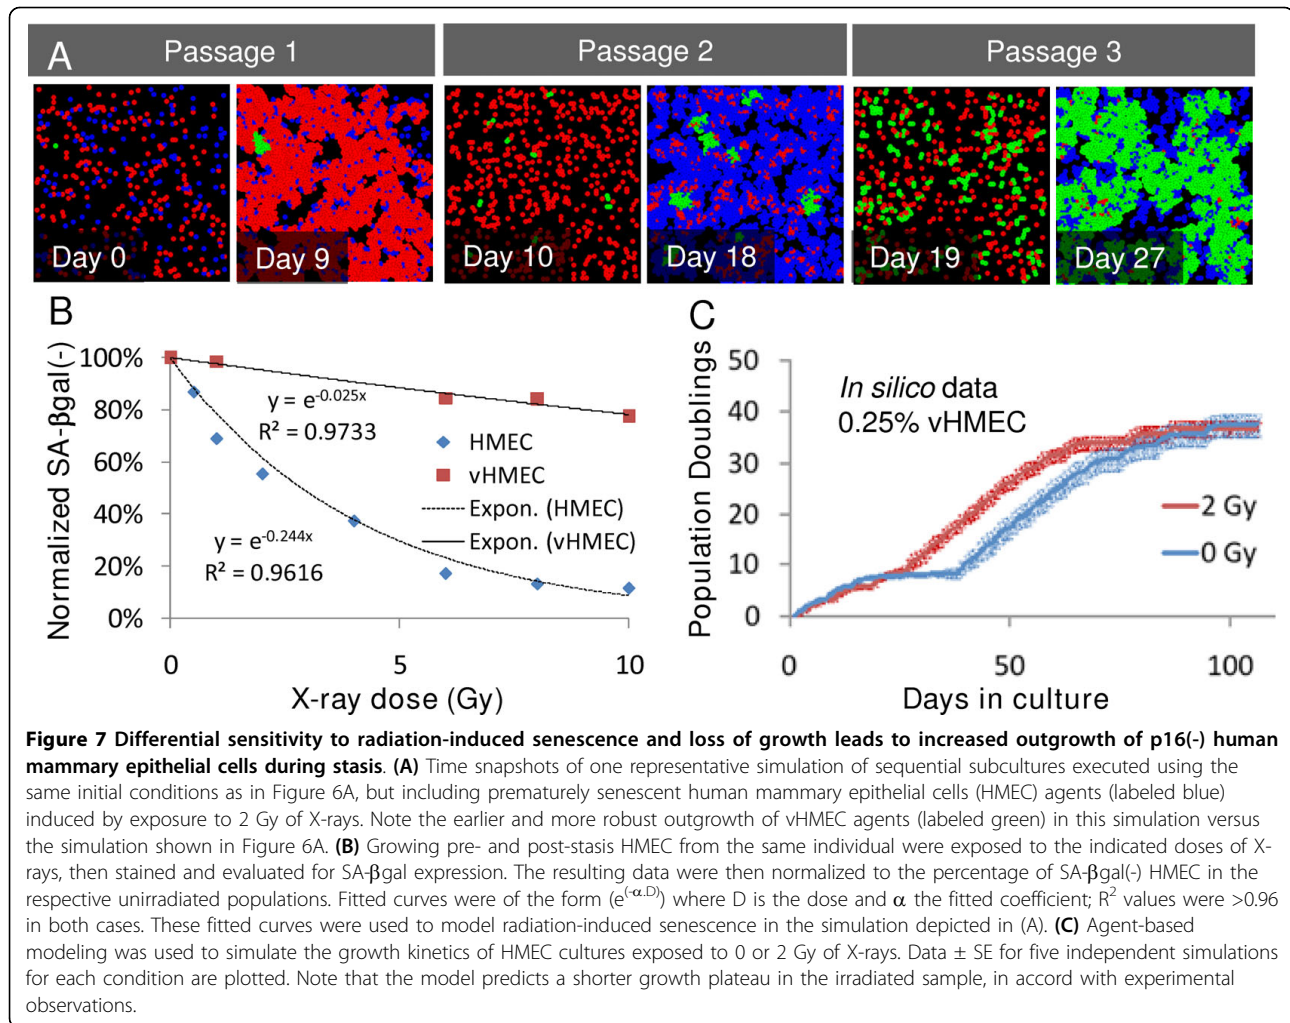 A
Passage 1
Passage 2
Passage 3
Day 0
Day 9
Day 10
Day 18
Day 19
Day 27
B
Normalized SA-βgal(-)
100%
80%
60%
40%
20%
0%
y = e^-0.025x
R² = 0.9733
HMEC
vHMEC
Expon. (HMEC)
Expon. (vHMEC)
y = e^-0.244x
R² = 0.9616
0
5
10
X-ray dose (Gy)
C
Population Doublings
50
40
30
20
10
0
In silico data
0.25% vHMEC
2 Gy
0 Gy
0
50
100
Days in culture
Figure 7 Differential sensitivity to radiation-induced senescence and loss of growth leads to increased outgrowth of p16(-) human
mammary epithelial cells during stasis. (A) Time snapshots of one representative simulation of sequential subcultures executed using the
same initial conditions as in Figure 6A, but including prematurely senescent human mammary epithelial cells (HMEC) agents (labeled blue)
induced by exposure to 2 Gy of X-rays. Note the earlier and more robust outgrowth of vHMEC agents (labeled green) in this simulation versus
the simulation shown in Figure 6A. (B) Growing pre- and post-stasis HMEC from the same individual were exposed to the indicated doses of X-
rays, then stained and evaluated for SA-βgal expression. The resulting data were then normalized to the percentage of SA-βgal(-) HMEC in the
respective unirradiated populations. Fitted curves were of the form (e^(-α.D)) where D is the dose and α the fitted coefficient; R² values were >0.96
in both cases. These fitted curves were used to model radiation-induced senescence in the simulation depicted in (A). (C) Agent-based
modeling was used to simulate the growth kinetics of HMEC cultures exposed to 0 or 2 Gy of X-rays. Data ± SE for five independent simulations
for each condition are plotted. Note that the model predicts a shorter growth plateau in the irradiated sample, in accord with experimental
observations.